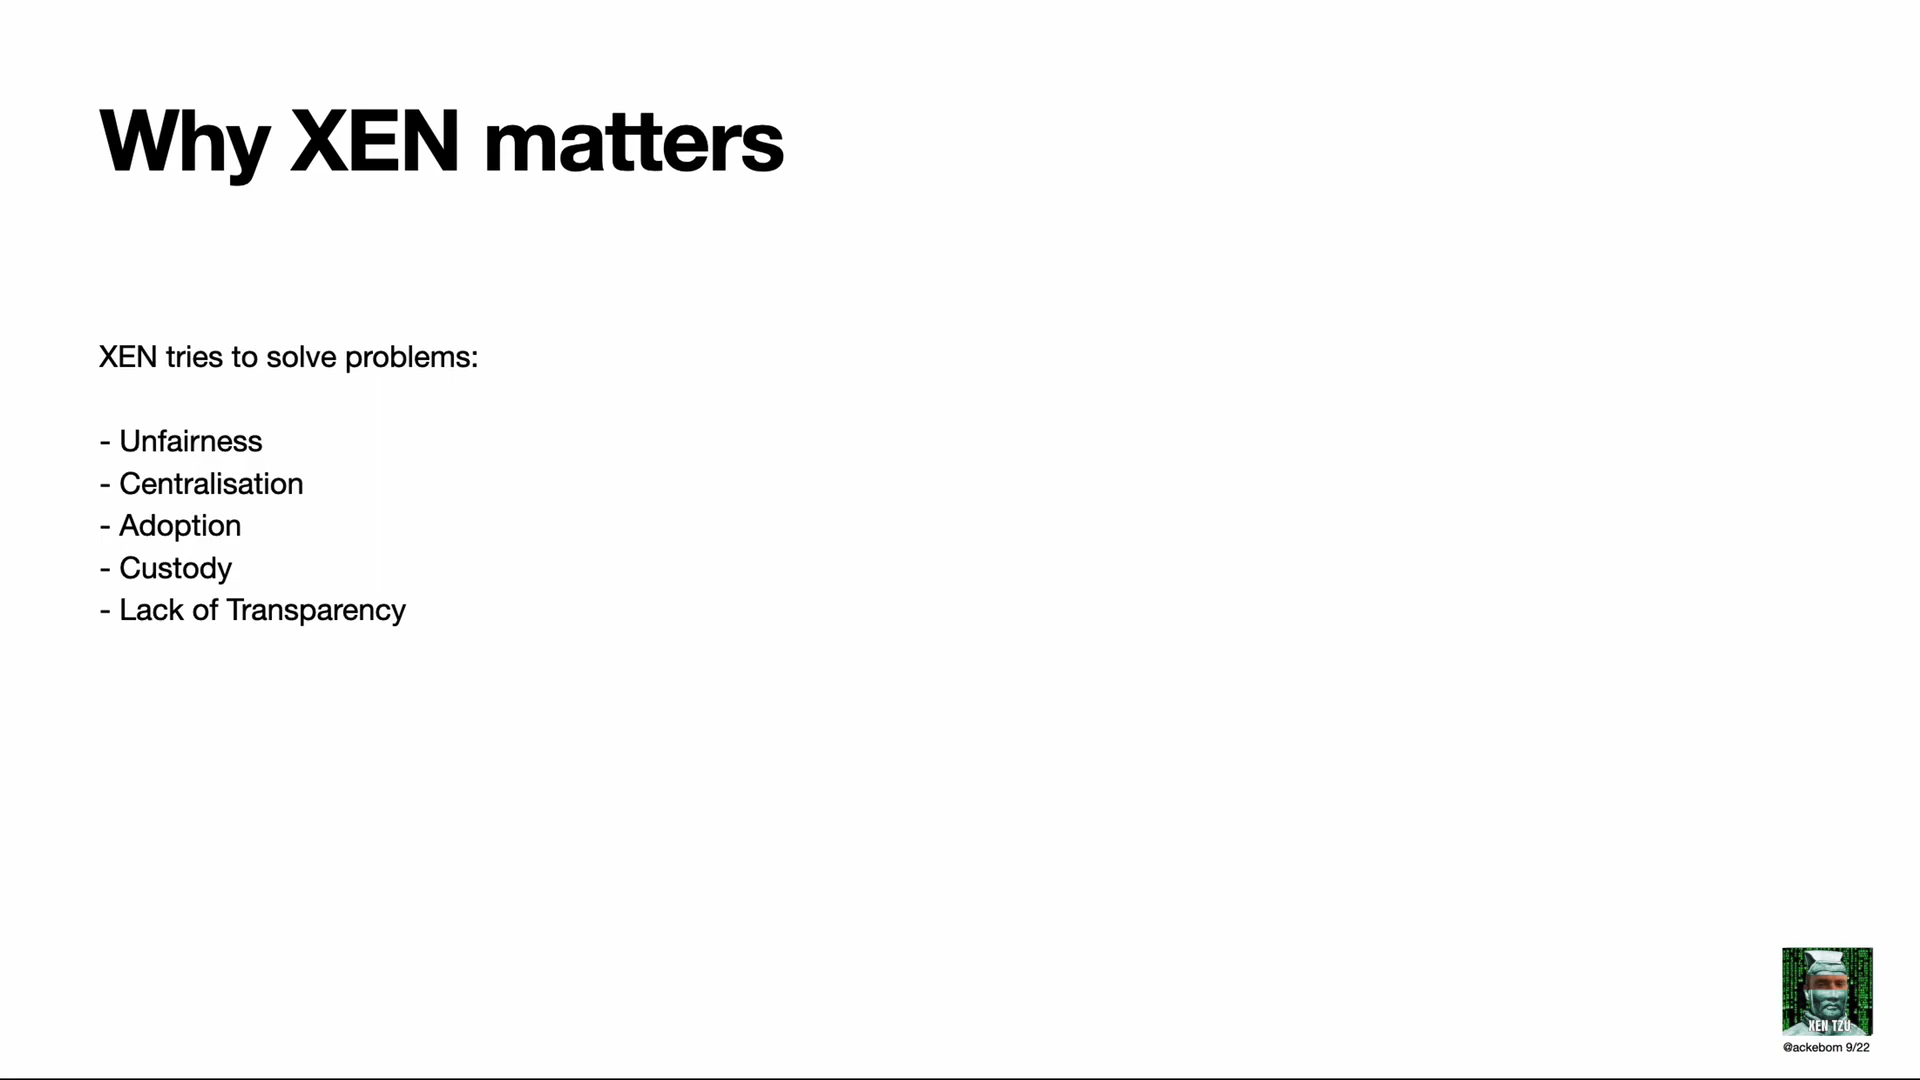 Why XEN matters
XEN tries to solve problems:
- Unfairness
- Centralisation
- Adoption
- Custody
- Lack of Transparency
XEN TZU
@ackebom 9/22